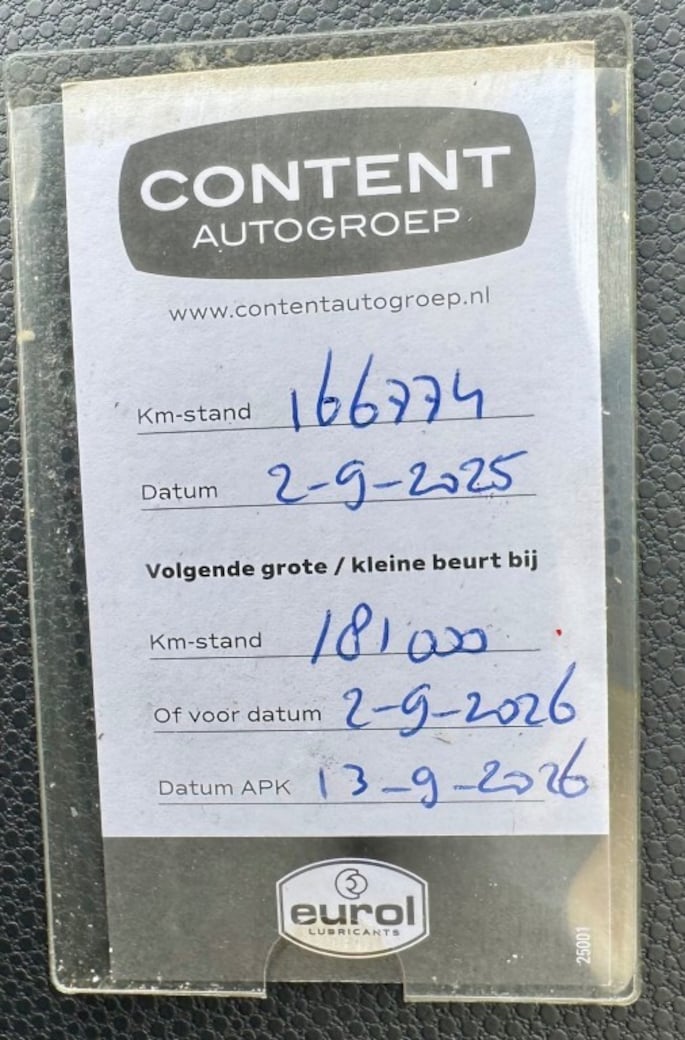 CONTENT
AUTOGROEP
www.contentautogroep.nl
Km-stand 166774
Datum 2-9-2025
Volgende grote / kleine beurt bij
Km-stand 181000
Of voor datum 2-9-2026
Datum APK 13-9-2026
eurol
LUBRICANTS
25001